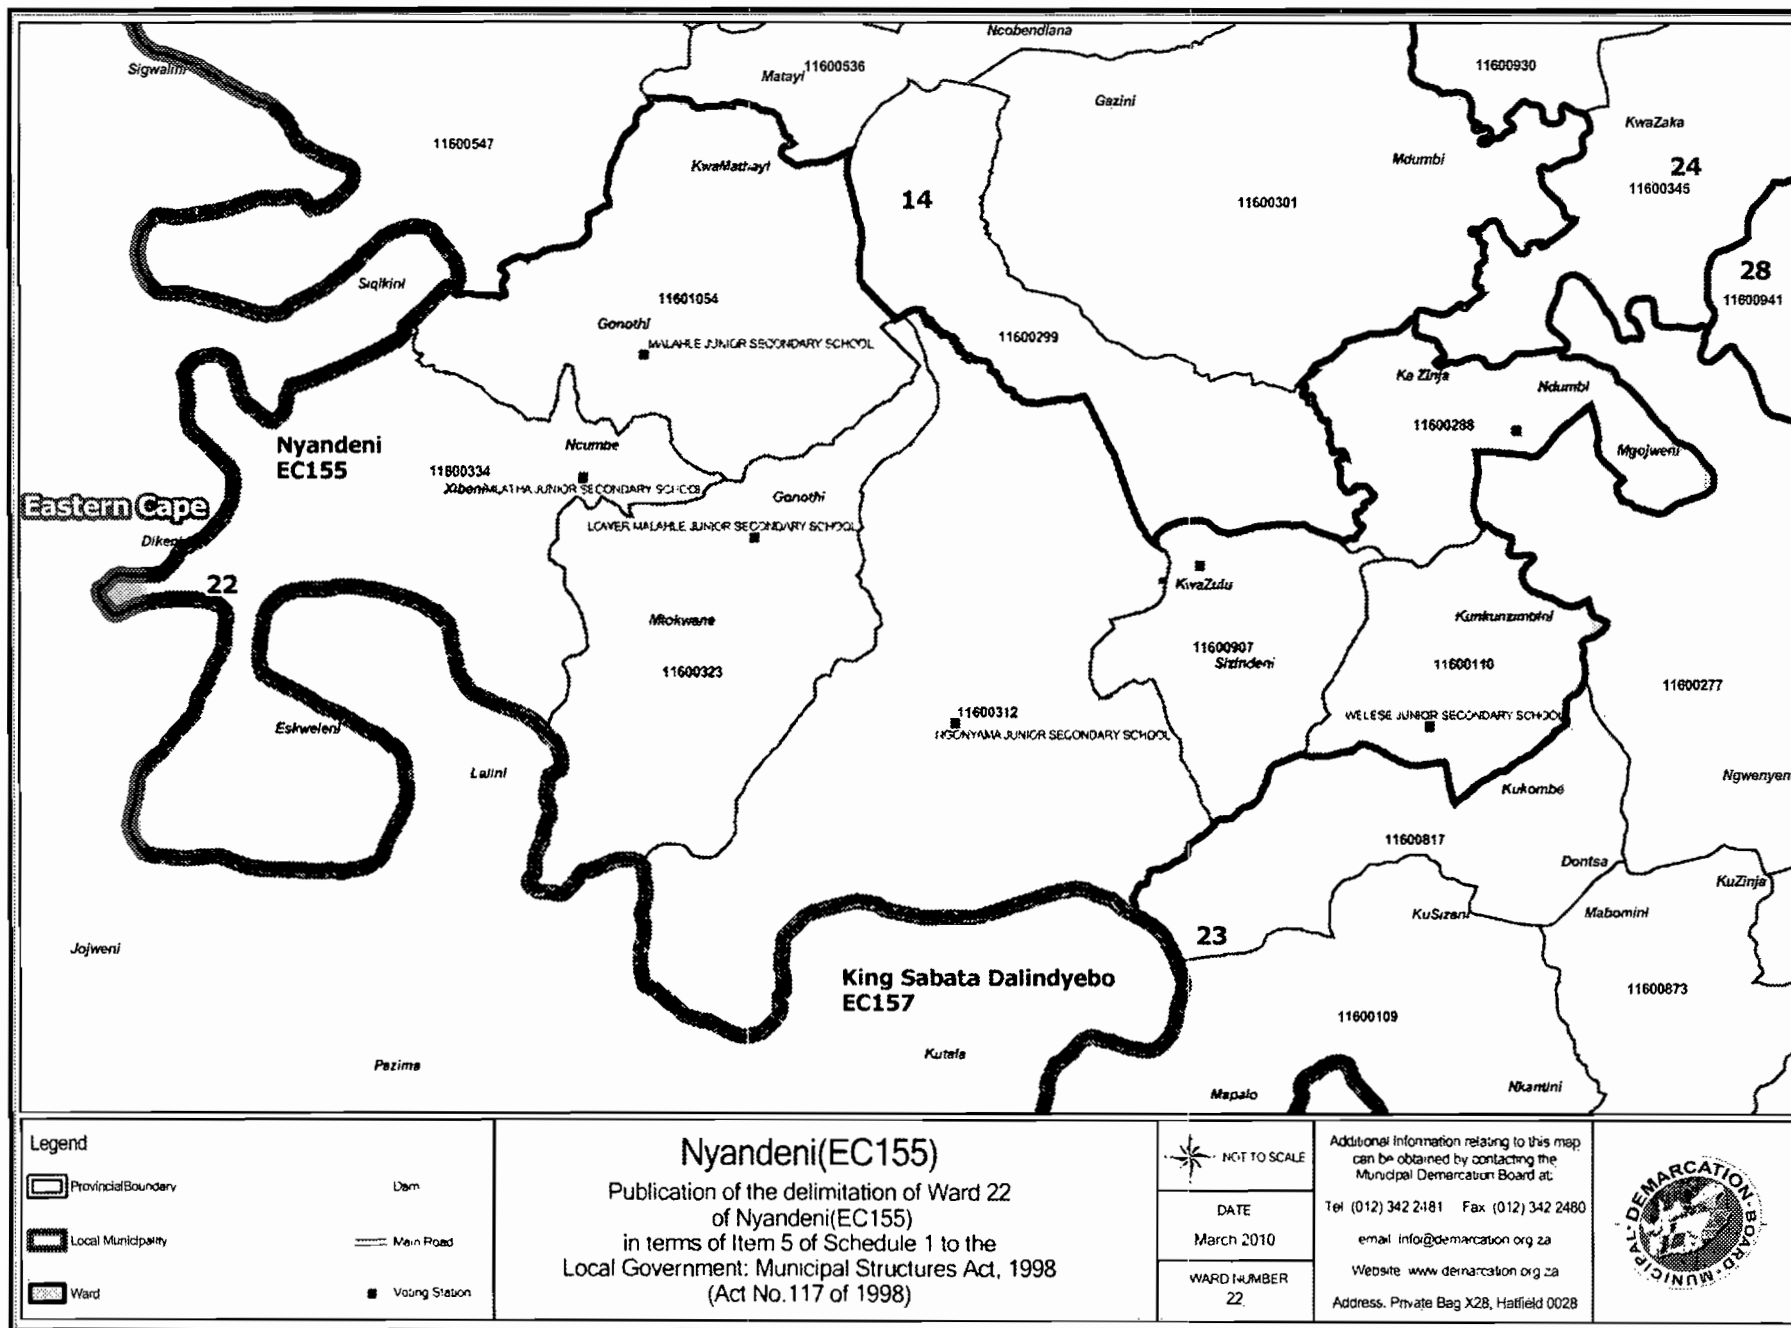 Ncobendlana
Sigwalini
Matayi 11600536
11600930
Gazini
KwaZaka
11600547
Mdumbi
KwaMathayi
24
11600345
14
11600301
28
Siqikini
11601054
11600941
Gonothi
11600299
MALAHLE JUNIOR SECONDARY SCHOOL
Ka Zinja
Ndumbi
11600288
Nyandeni
EC155
Ncumbe
Mgojweni
11600334
Xibeni
JUNIOR SECONDARY SCHOOL
Gonothi
Eastern Cape
LOWER MALAHLE JUNIOR SECONDARY SCHOOL
Dikeni
22
KwaZulu
Mtokwane
Kunkunzimbini
11600907
Sizindeni
11600110
11600323
11600277
11600312
WELESE JUNIOR SECONDARY SCHOOL
Eskweleni
NGONYAMA JUNIOR SECONDARY SCHOOL
Lalini
Ngwenyen
Kukombe
11600817
Dontsa
KuZinja
KuSizani
Mabomini
Jojweni
23
King Sabata Dalindyebo
EC157
11600873
11600109
Kutala
Pazima
Mapalo
Nkantini
Legend
Provincial Boundary
Dam
Local Municipality
Main Road
Ward
Voting Station
Nyandeni(EC155)
Publication of the delimitation of Ward 22
of Nyandeni(EC155)
in terms of Item 5 of Schedule 1 to the
Local Government: Municipal Structures Act, 1998
(Act No.117 of 1998)
NOT TO SCALE
DATE
March 2010
WARD NUMBER
22
Additional Information relating to this map
can be obtained by contacting the
Municipal Demarcation Board at:
Tel (012) 342 2481 Fax (012) 342 2480
email info@demarcation.org.za
Website www.demarcation.org.za
Address. Private Bag X28, Hatfield 0028
MUNICIPAL DEMARCATION BOARD